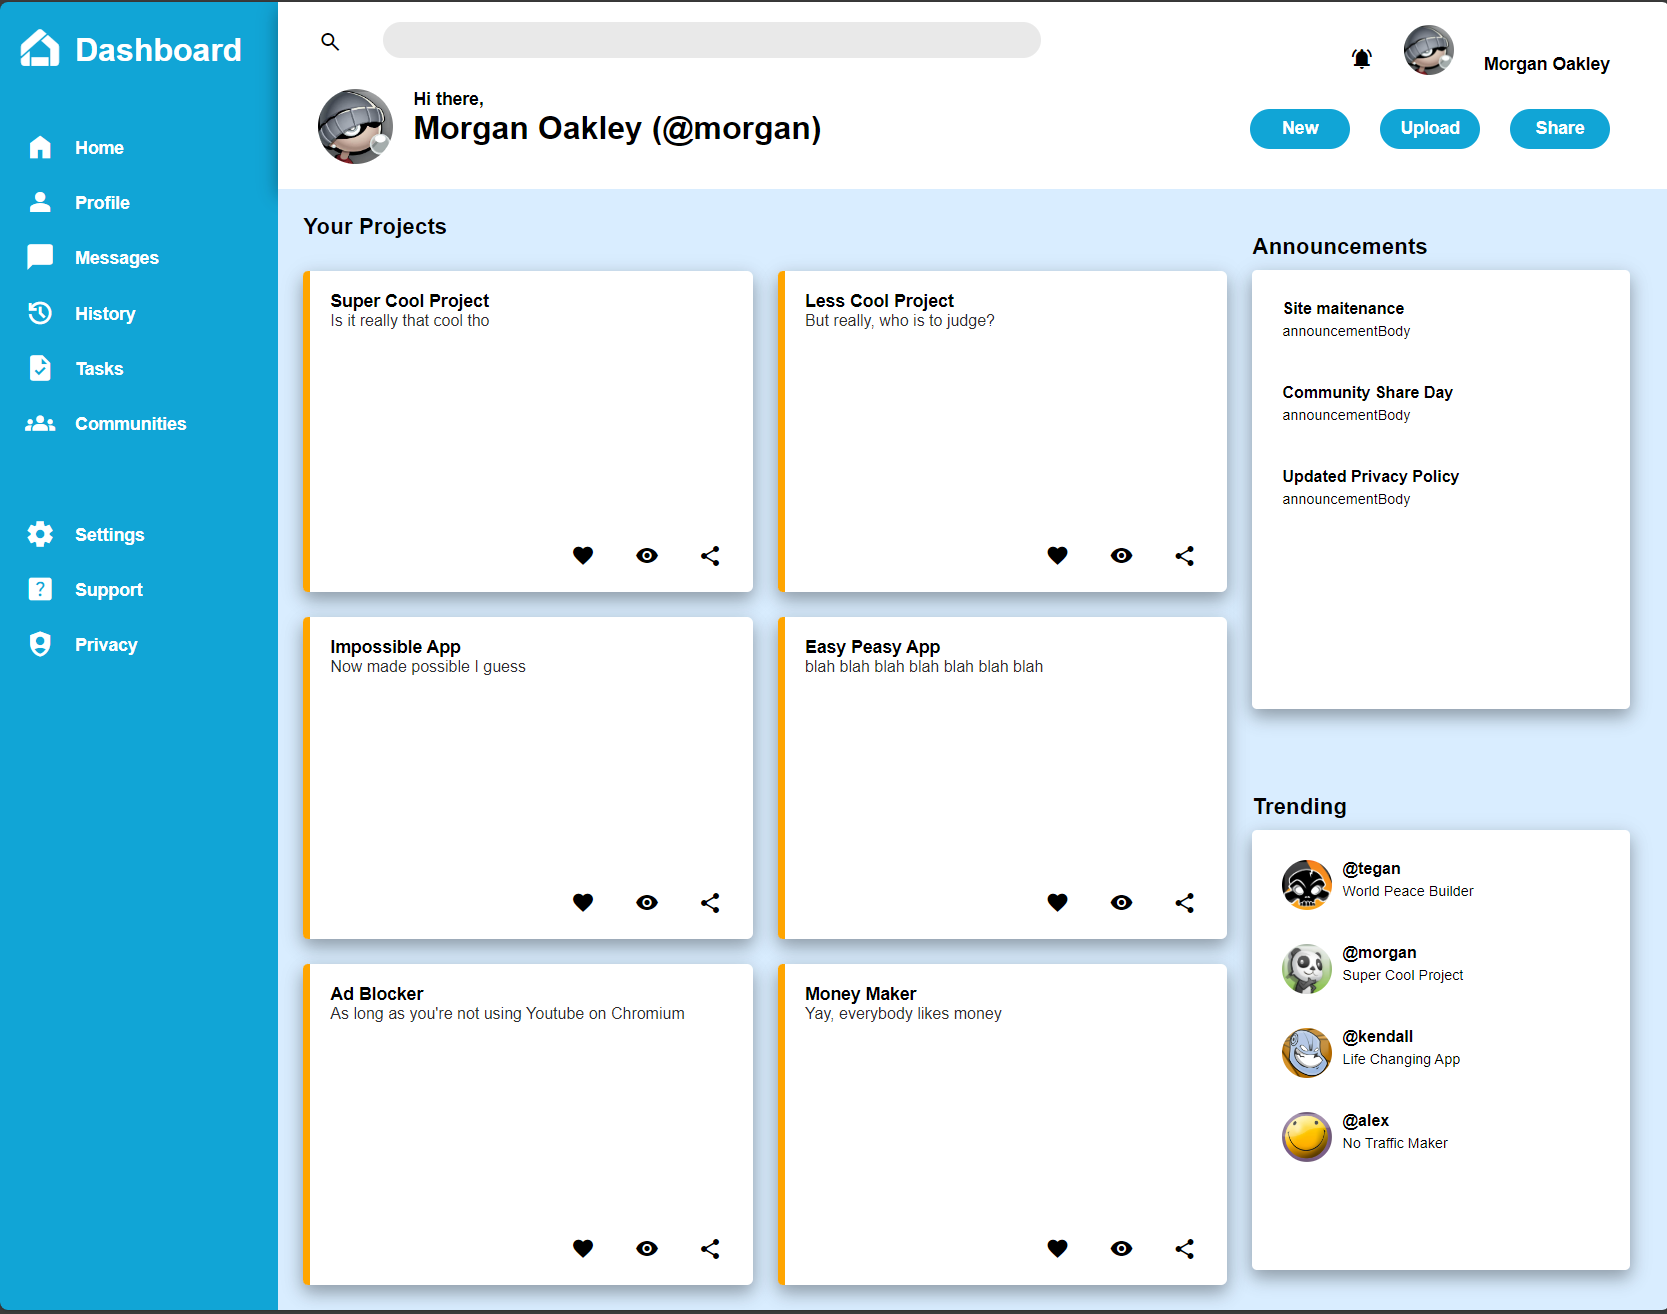 Dashboard
Home
Profile
Messages
History
Tasks
Communities
Settings
Support
Privacy
Morgan Oakley
Hi there,
Morgan Oakley (@morgan)
New
Upload
Share
Your Projects
Super Cool Project
Is it really that cool tho
Less Cool Project
But really, who is to judge?
Impossible App
Now made possible I guess
Easy Peasy App
blah blah blah blah blah blah blah
Ad Blocker
As long as you're not using Youtube on Chromium
Money Maker
Yay, everybody likes money
Announcements
Site maitenance
announcementBody
Community Share Day
announcementBody
Updated Privacy Policy
announcementBody
Trending
@tegan
World Peace Builder
@morgan
Super Cool Project
@kendall
Life Changing App
@alex
No Traffic Maker